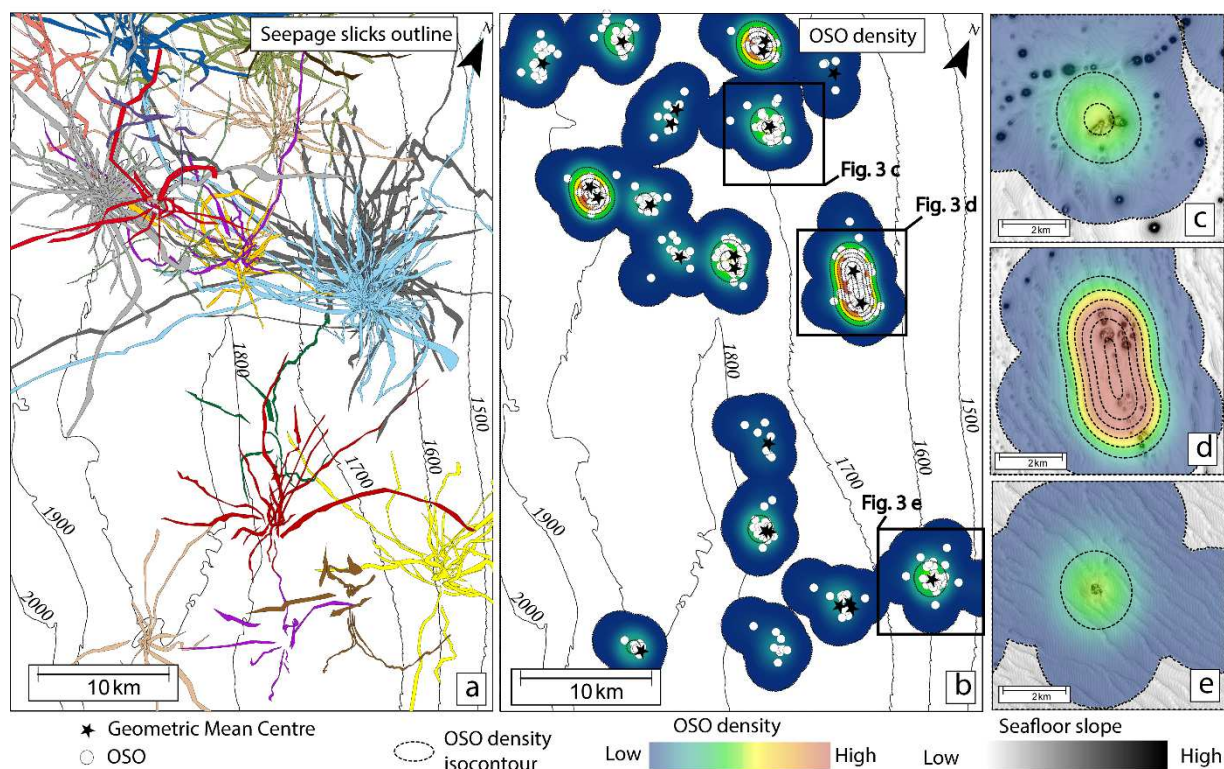 Seepage slicks outline
N
1800
1500
1700
1600
1900
2000
10 km
a
OSO density
N
Fig. 3 c
Fig. 3 d
1800
1500
1700
1600
Fig. 3 e
1900
2000
10 km
b
2km
c
2km
d
2km
e
Geometric Mean Centre
OSO
OSO density
isocontour
OSO density
Low
High
Seafloor slope
Low
High